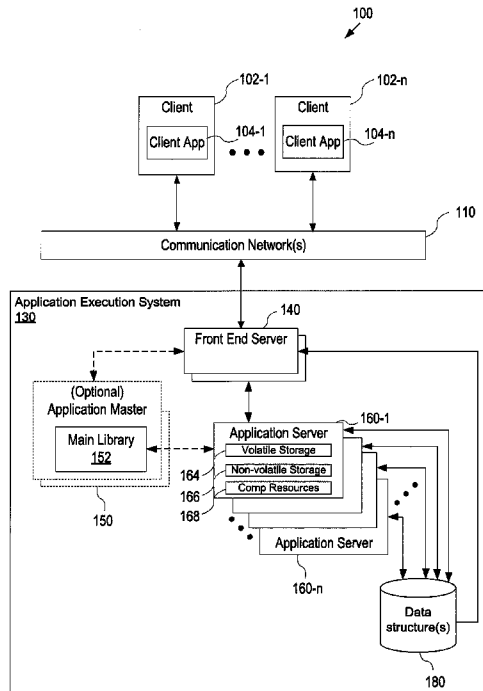 100
102-1
102-n
Client
Client
Client App
104-1
Client App
104-n
110
Communication Network(s)
Application Execution System
130
140
Front End Server
(Optional)
Application Master
Main Library
152
150
160-1
Application Server
Volatile Storage
164
Non-volatile Storage
166
Comp Resources
168
Application Server
160-n
Data
structure(s)
180